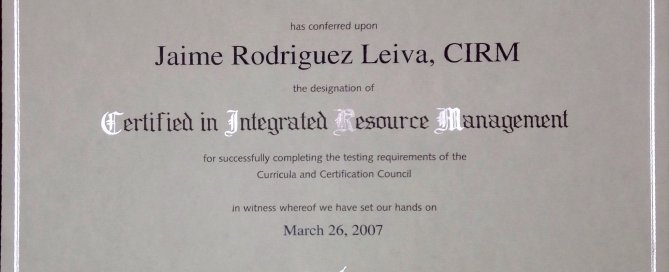 has conferred upon
Jaime Rodriguez Leiva, CIRM
the designation of
Certified in Integrated Resource Management
for successfully completing the testing requirements of the
Curricula and Certification Council
in witness whereof we have set our hands on
March 26, 2007